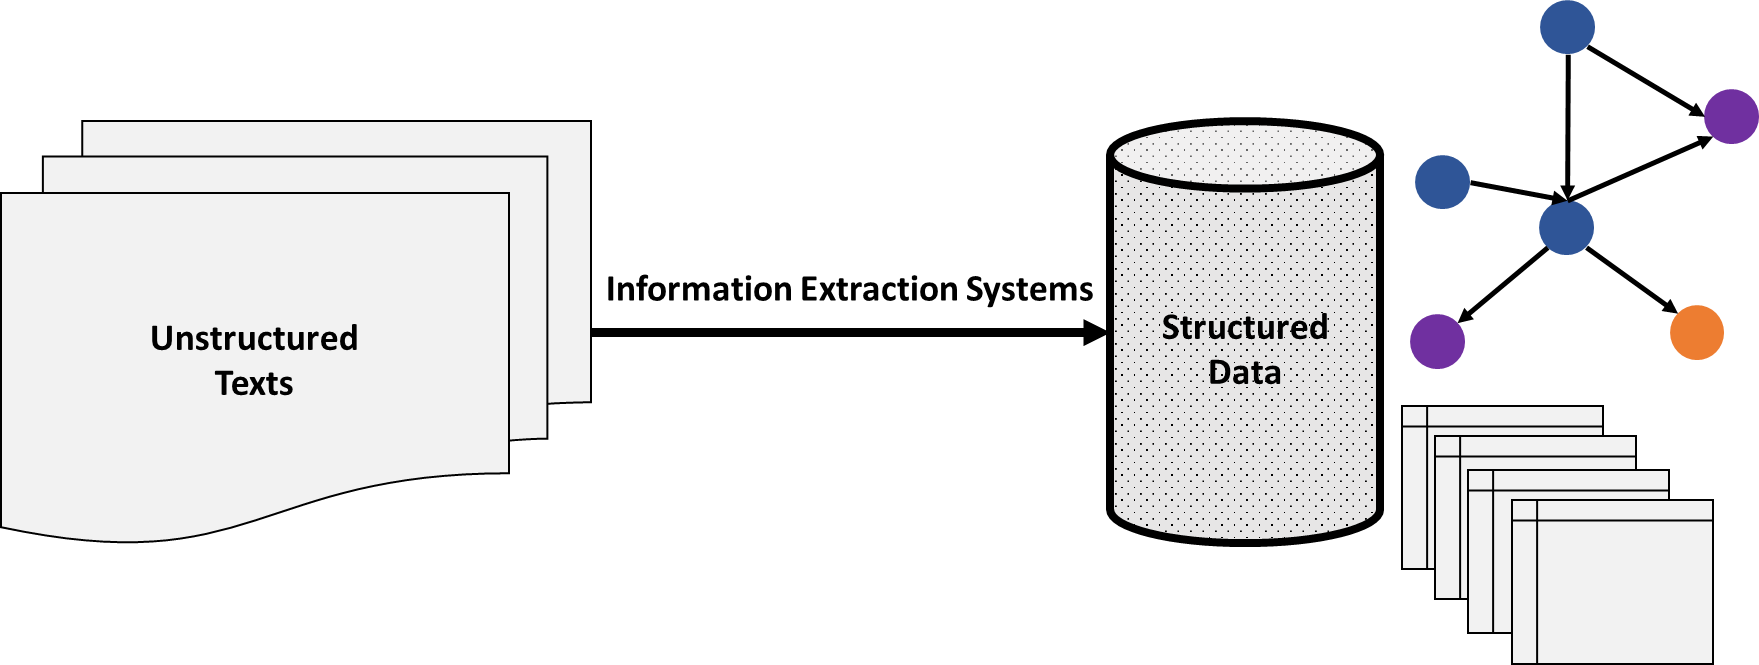 Unstructured
Texts
Information Extraction Systems
Structured
Data